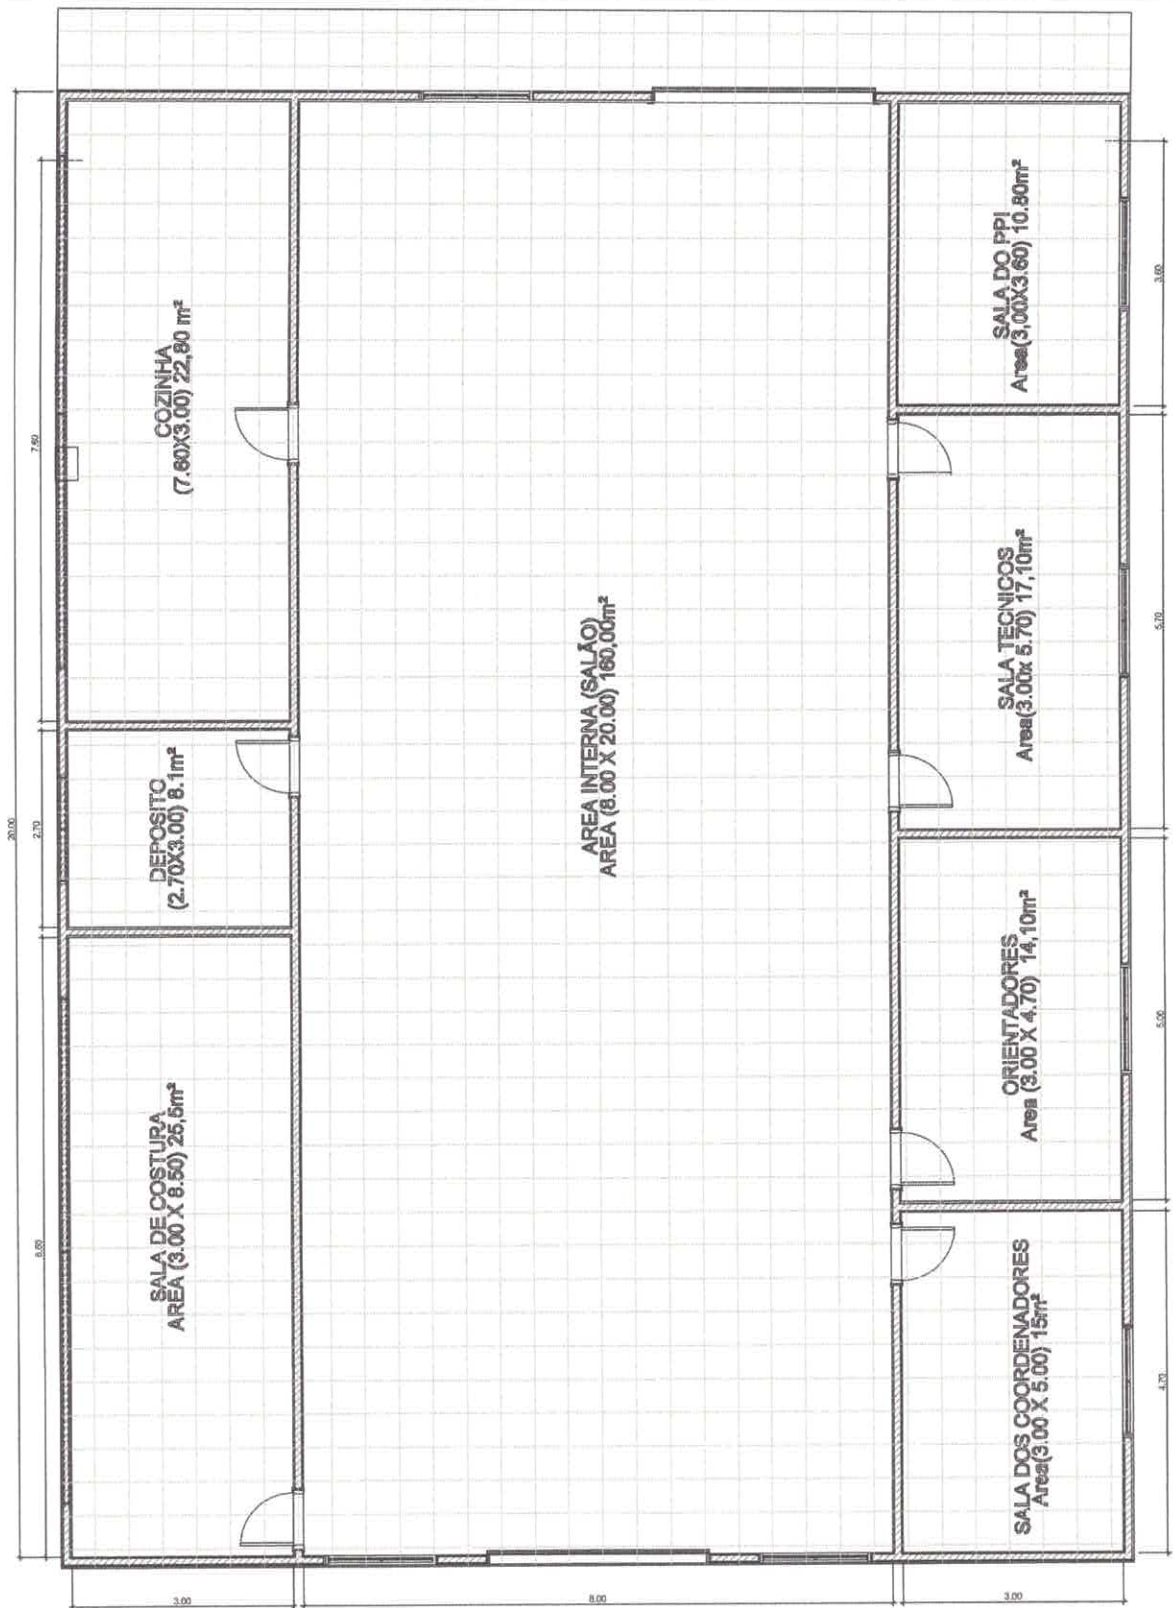 COZINHA
(7.60X3.00) 22,80 m²
DEPOSITO
(2.70X3.00) 8.1m²
SALA DE COSTURA
AREA (3.00 X 8.50) 25,5m²
AREA INTERNA (SALÃO)
AREA (8.00 X 20.00) 160,00m²
SALA DO PPI
Area(3,00X3.60) 10.80m²
SALA TECNICOS
Area(3.00x 5.70) 17,10m²
ORIENTADORES
Area (3.00 X 4.70) 14,10m²
SALA DOS COORDENADORES
Area(3.00 X 5.00) 15m²
20.00
7.60
2.70
3.60
5.70
5.00
4.70
3.00
8.00
3.00